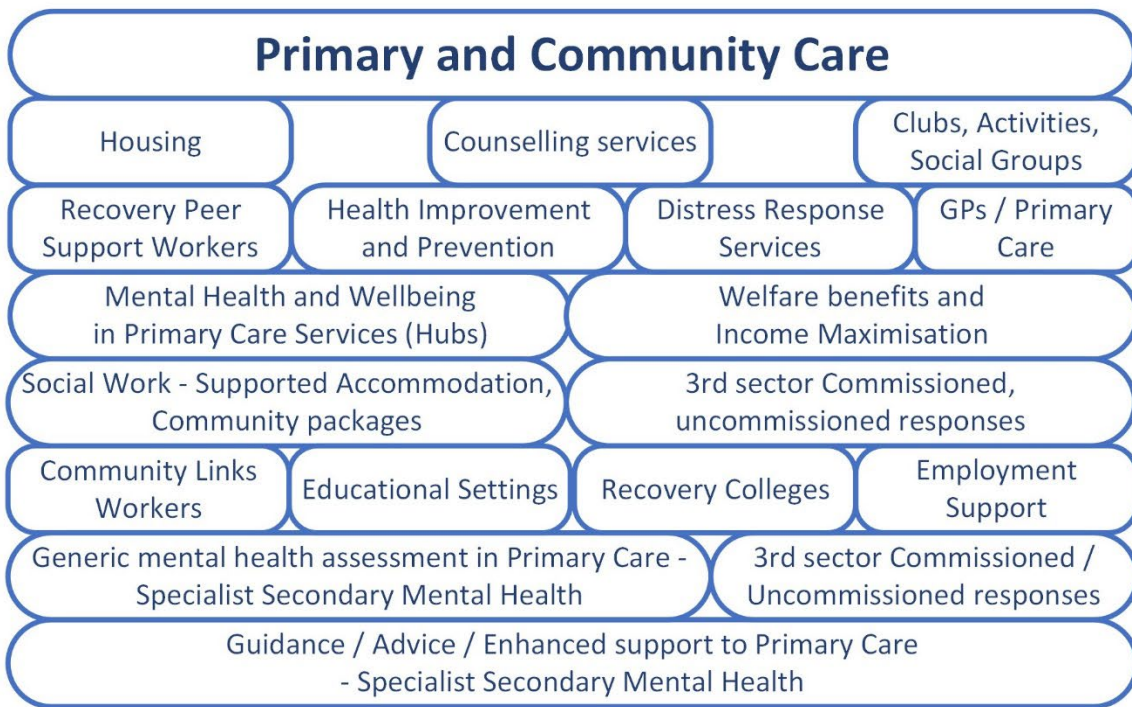 Primary and Community Care
Housing
Counselling services
Clubs, Activities,
Social Groups
Recovery Peer
Support Workers
Health Improvement
and Prevention
Distress Response
Services
GPs / Primary
Care
Mental Health and Wellbeing
in Primary Care Services (Hubs)
Welfare benefits and
Income Maximisation
Social Work - Supported Accommodation,
Community packages
3rd sector Commissioned,
uncommissioned responses
Community Links
Workers
Educational Settings
Recovery Colleges
Employment
Support
Generic mental health assessment in Primary Care -
Specialist Secondary Mental Health
3rd sector Commissioned /
Uncommissioned responses
Guidance / Advice / Enhanced support to Primary Care
- Specialist Secondary Mental Health